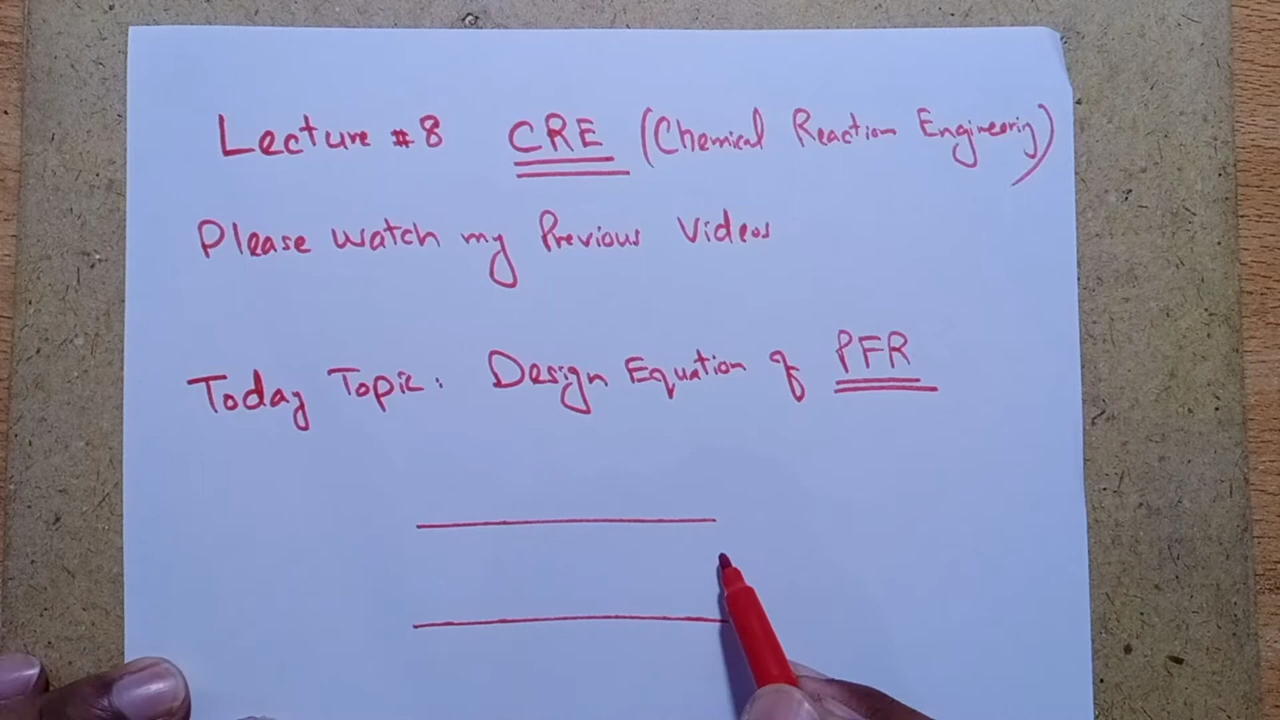 Lecture #8 CRE (Chemical Reaction Engineering)
Please watch my Previous Videos
Today Topic: Design Equation of PFR